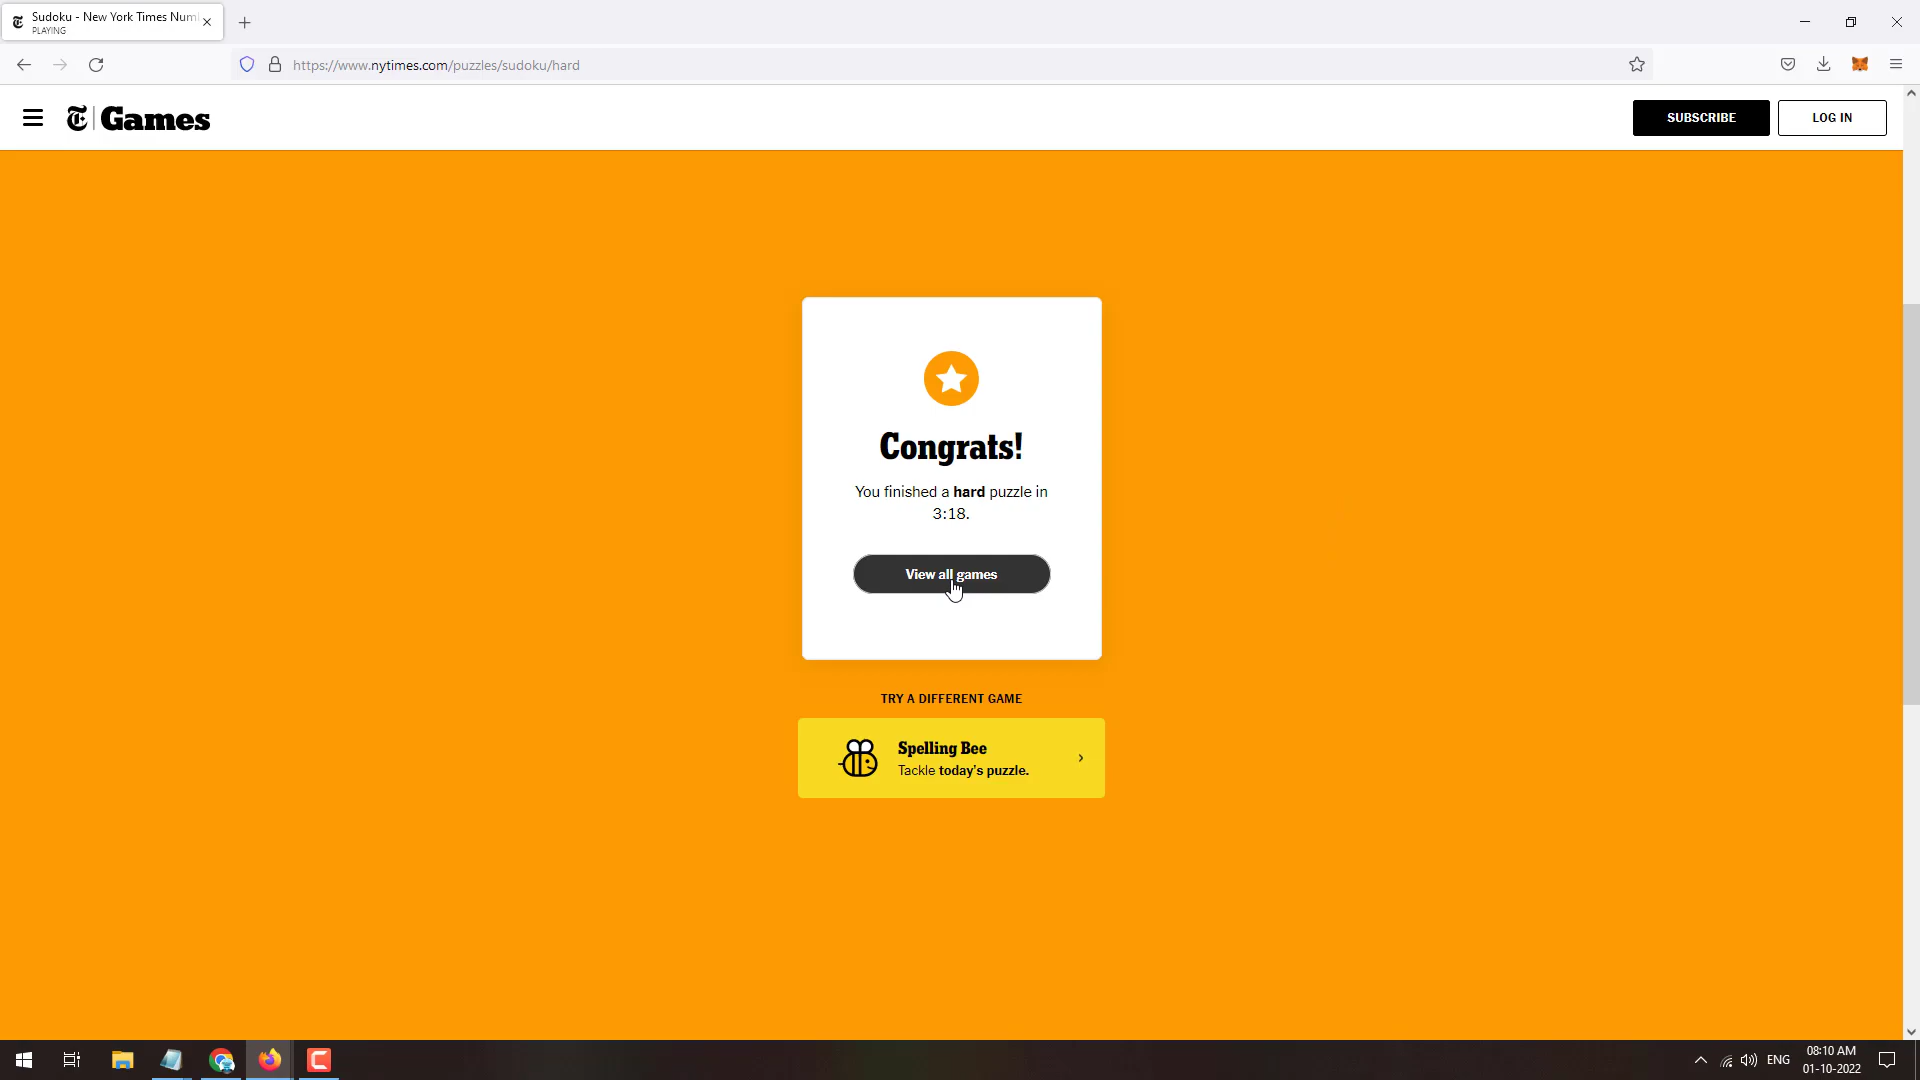 Sudoku - New York Times Num
PLAYING
https://www.nytimes.com/puzzles/sudoku/hard
T Games
SUBSCRIBE
LOG IN
Congrats!
You finished a hard puzzle in
3:18.
View all games
TRY A DIFFERENT GAME
Spelling Bee
Tackle today's puzzle.
ENG
08:10 AM
01-10-2022